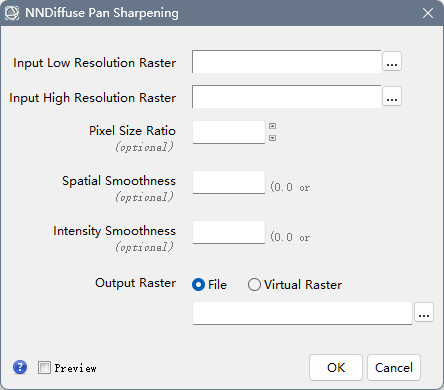 NNDiffuse Pan Sharpening
Input Low Resolution Raster
...
Input High Resolution Raster
...
Pixel Size Ratio
(optional)
Spatial Smoothness
(0.0 or
(optional)
Intensity Smoothness
(0.0 or
(optional)
Output Raster File Virtual Raster
...
? Preview OK Cancel